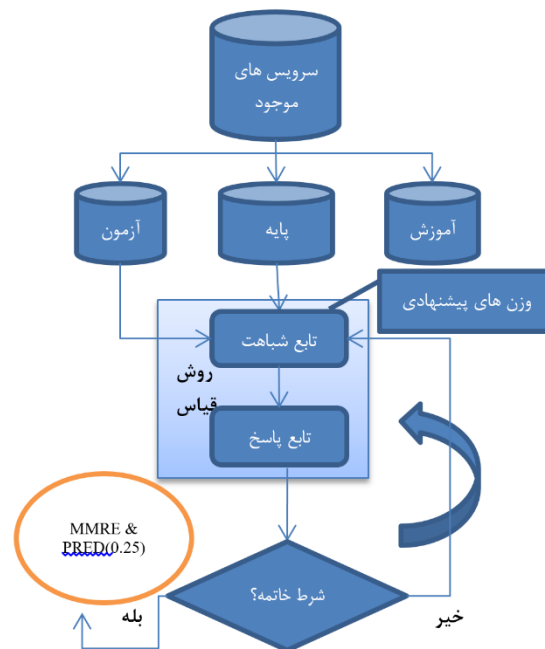 سرویس های
موجود
آموزش
پایه
آزمون
وزن های پیشنهادی
تابع شباهت
روش
قیاس
تابع پاسخ
MMRE &
PRED(0.25)
شرط خاتمه؟
خیر
بله